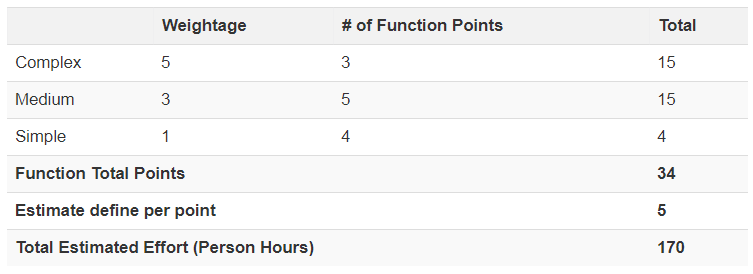 Weightage # of Function Points Total
Complex 5 3 15
Medium 3 5 15
Simple 1 4 4
Function Total Points 34
Estimate define per point 5
Total Estimated Effort (Person Hours) 170